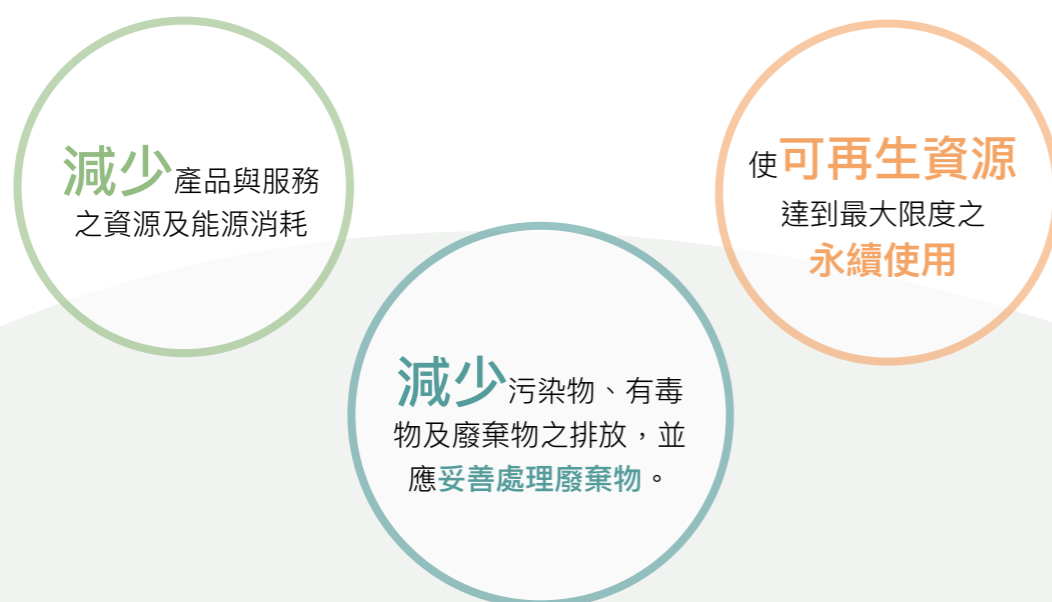 減少產品與服務
之資源及能源消耗
減少污染物、有毒
物及廢棄物之排放，並
應妥善處理廢棄物。
使可再生資源
達到最大限度之
永續使用